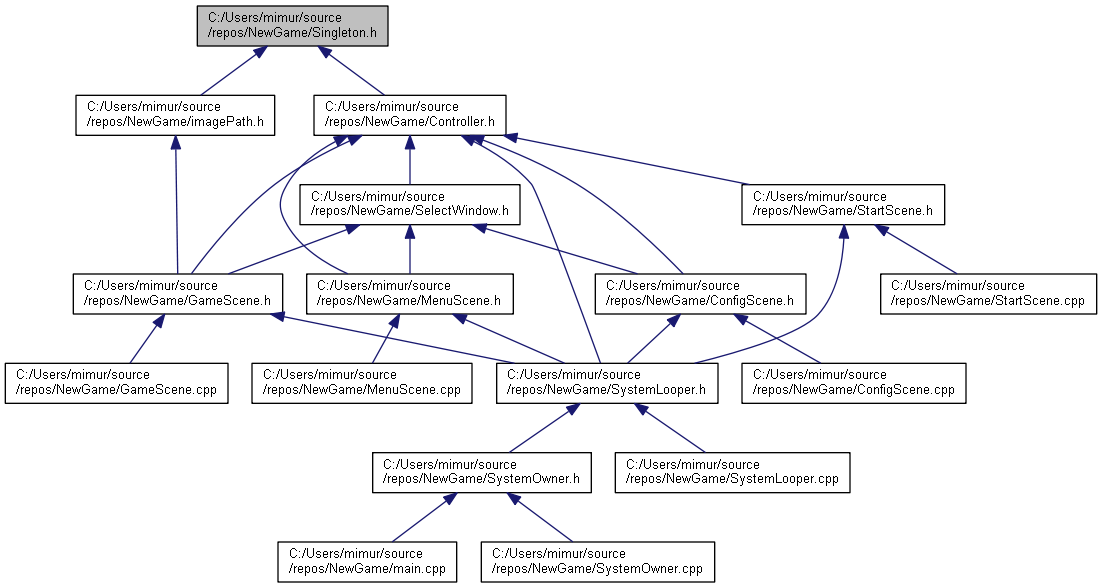 C:/Users/mimur/source
/repos/NewGame/Singleton.h
C:/Users/mimur/source
/repos/NewGame/imagePath.h
C:/Users/mimur/source
/repos/NewGame/Controller.h
C:/Users/mimur/source
/repos/NewGame/SelectWindow.h
C:/Users/mimur/source
/repos/NewGame/StartScene.h
C:/Users/mimur/source
/repos/NewGame/GameScene.h
C:/Users/mimur/source
/repos/NewGame/MenuScene.h
C:/Users/mimur/source
/repos/NewGame/ConfigScene.h
C:/Users/mimur/source
/repos/NewGame/StartScene.cpp
C:/Users/mimur/source
/repos/NewGame/GameScene.cpp
C:/Users/mimur/source
/repos/NewGame/MenuScene.cpp
C:/Users/mimur/source
/repos/NewGame/SystemLooper.h
C:/Users/mimur/source
/repos/NewGame/ConfigScene.cpp
C:/Users/mimur/source
/repos/NewGame/SystemOwner.h
C:/Users/mimur/source
/repos/NewGame/SystemLooper.cpp
C:/Users/mimur/source
/repos/NewGame/main.cpp
C:/Users/mimur/source
/repos/NewGame/SystemOwner.cpp